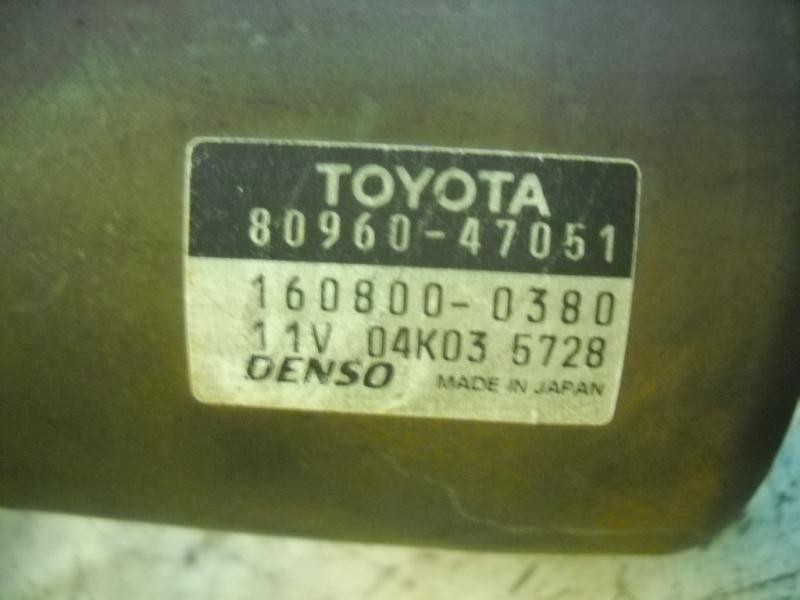 TOYOTA
80960-47051
160800-0380
11V 04K03 5728
DENSO MADE IN JAPAN